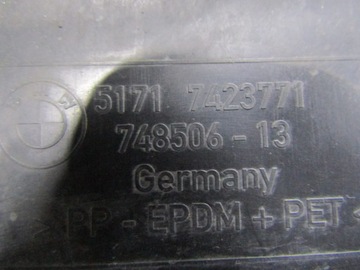 5171 7423771
748506-13
Germany
>PP-EPDM+PET<